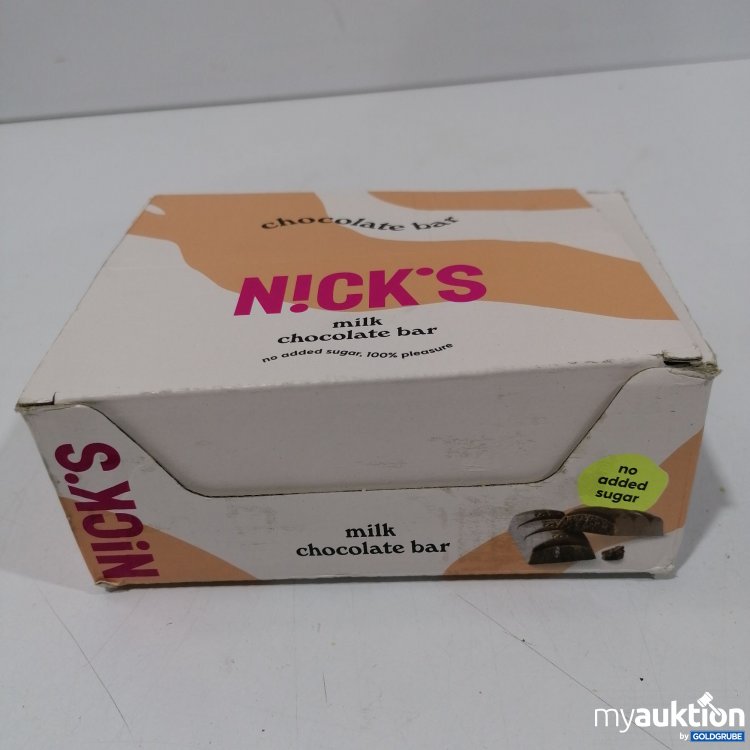 chocolate bar
N!CK'S
milk
chocolate bar
no added sugar, 100% pleasure
N!CK'S
milk
chocolate bar
no
added
sugar
myauktion
by GOLDGRUBE